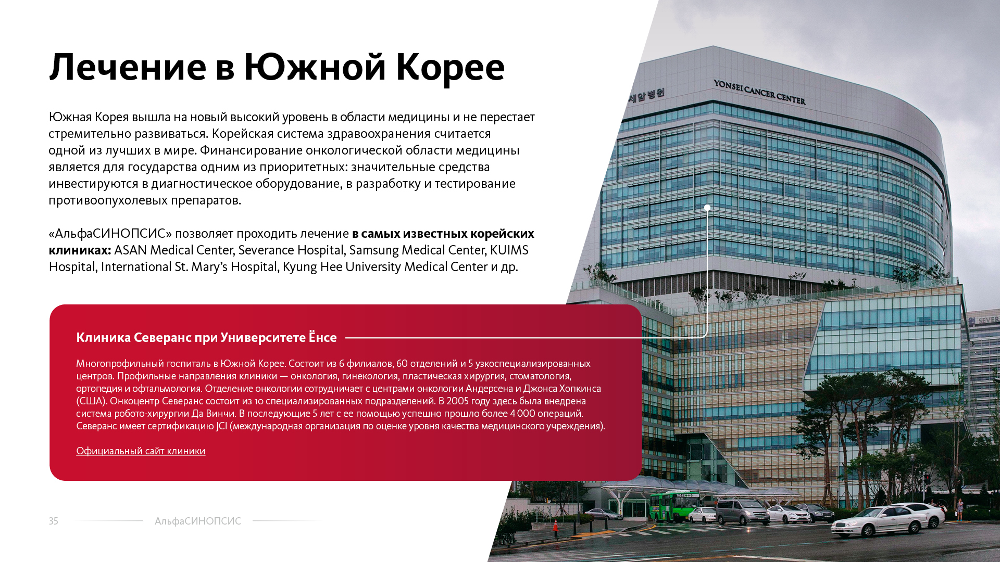 Лечение в Южной Корее
Южная Корея вышла на новый высокий уровень в области медицины и не перестает
стремительно развиваться. Корейская система здравоохранения считается
одной из лучших в мире. Финансирование онкологической области медицины
является для государства одним из приоритетных: значительные средства
инвестируются в диагностическое оборудование, в разработку и тестирование
противоопухолевых препаратов.
«АльфаСИНОПСИС» позволяет проходить лечение в самых известных корейских
клиниках: ASAN Medical Center, Severance Hospital, Samsung Medical Center, KUIMS
Hospital, International St. Mary’s Hospital, Kyung Hee University Medical Center и др.
Клиника Северанс при Университете Ёнсе
Многопрофильный госпиталь в Южной Корее. Состоит из 6 филиалов, 60 отделений и 5 узкоспециализированных
центров. Профильные направления клиники — онкология, гинекология, пластическая хирургия, стоматология,
ортопедия и офтальмология. Отделение онкологии сотрудничает с центрами онкологии Андерсена и Джонса Хопкинса
(США). Онкоцентр Северанс состоит из 10 специализированных подразделений. В 2005 году здесь была внедрена
система робото-хирургии Да Винчи. В последующие 5 лет с ее помощью успешно прошло более 4 000 операций.
Северанс имеет сертификацию JCI (международная организация по оценке уровня качества медицинского учреждения).
Официальный сайт клиники
35
АльфаСИНОПСИС
세암병원
YONSEI CANCER CENTER
원 SEVER
7024